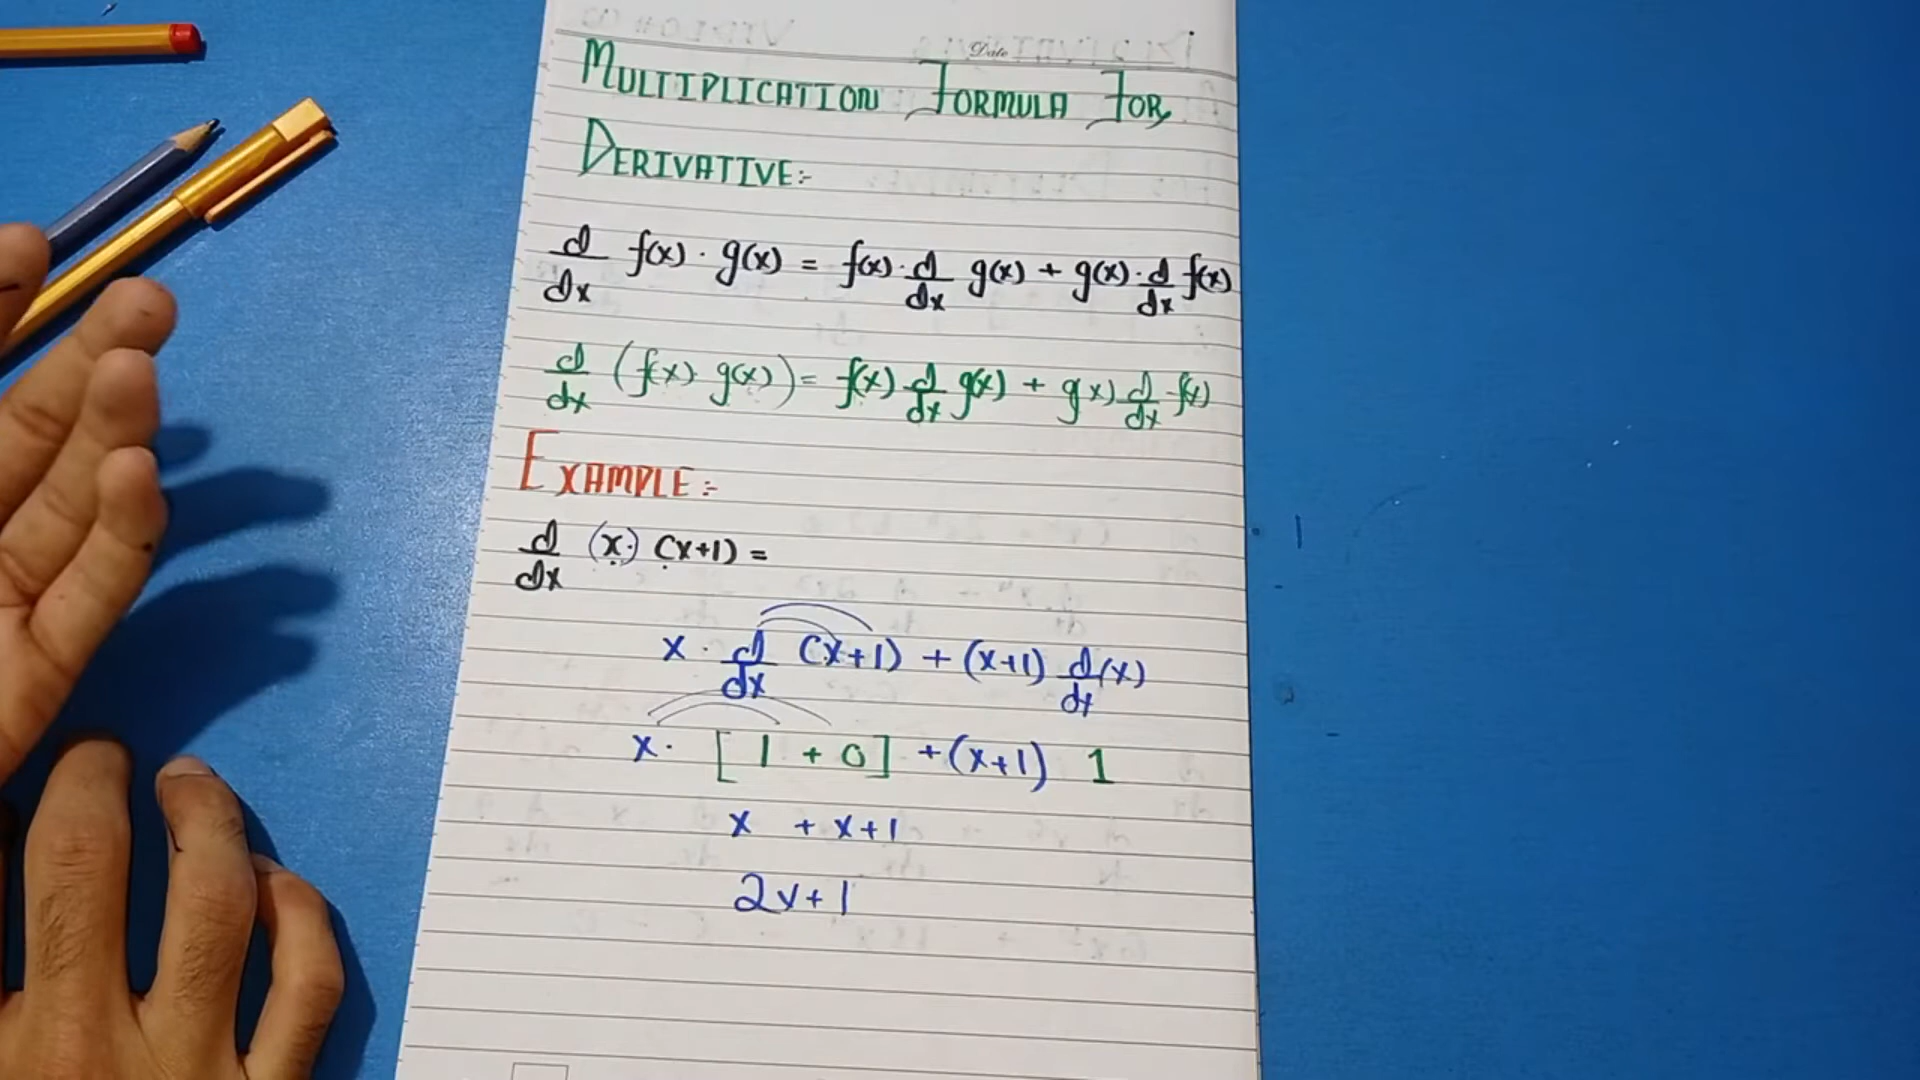 Date
MULTIPLICATION FORMULA FOR
DERIVATIVE:-
d/dx f(x) · g(x) = f(x) · d/dx g(x) + g(x) · d/dx f(x)
d/dx (f(x) · g(x)) = f(x) d/dx g(x) + g(x) d/dx f(x)
EXAMPLE:-
d/dx (x·) (x+1) =
x · d/dx (x+1) + (x+1) d/dx (x)
x · [1 + 0] + (x+1) 1
x + x+1
2x+1